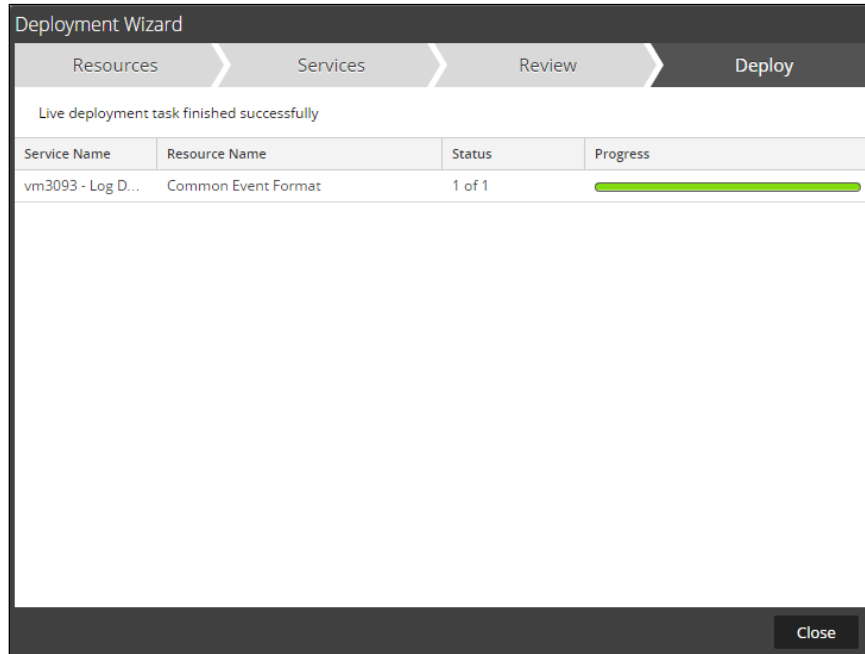 Deployment Wizard
Resources Services Review Deploy
Live deployment task finished successfully
Service Name Resource Name Status Progress
vm3093 - Log D... Common Event Format 1 of 1
Close